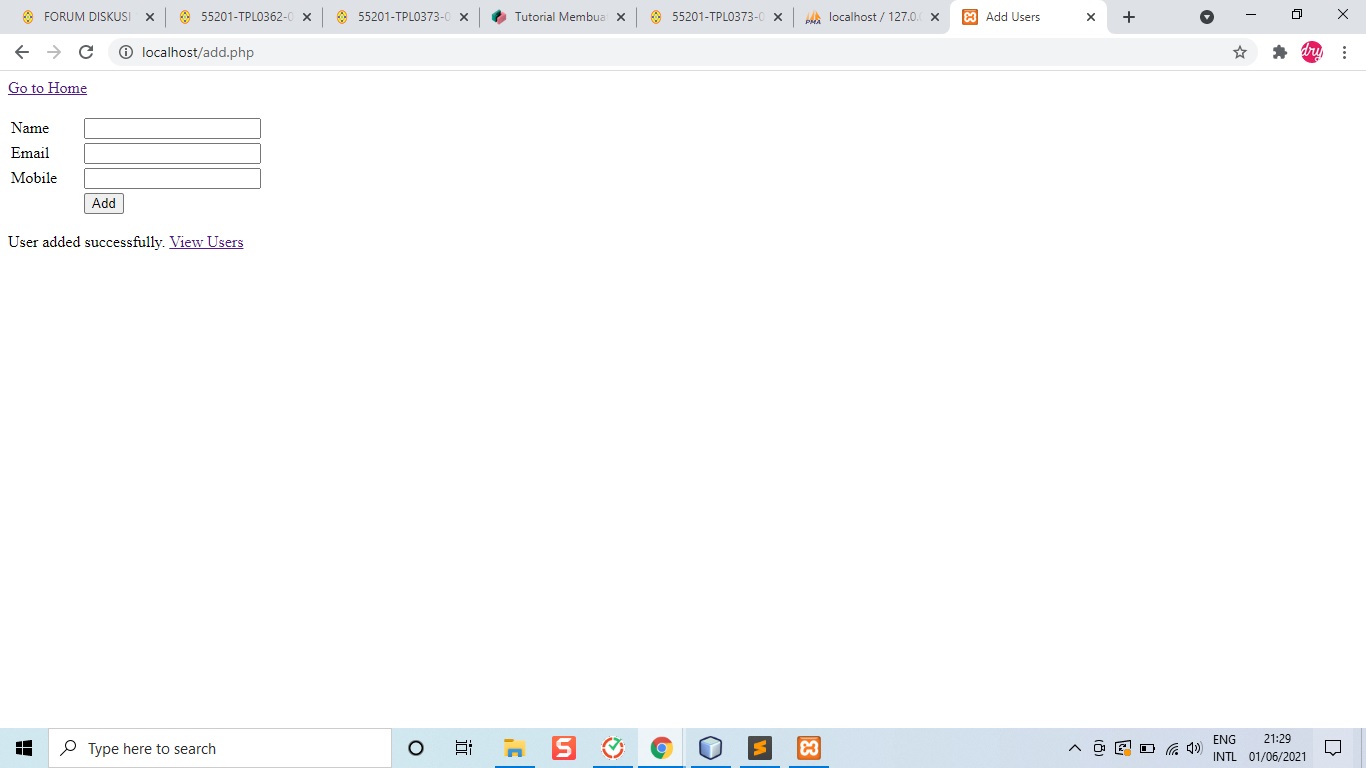 FORUM DISKUSI
55201-TPL0362-0
55201-TPL0373-0
Tutorial Membua
55201-TPL0373-0
PMA
localhost / 127.0.
Add Users
localhost/add.php
dry
Go to Home
Name
Email
Mobile
Add
User added successfully. View Users
Type here to search
S
ENG
INTL
21:29
01/06/2021